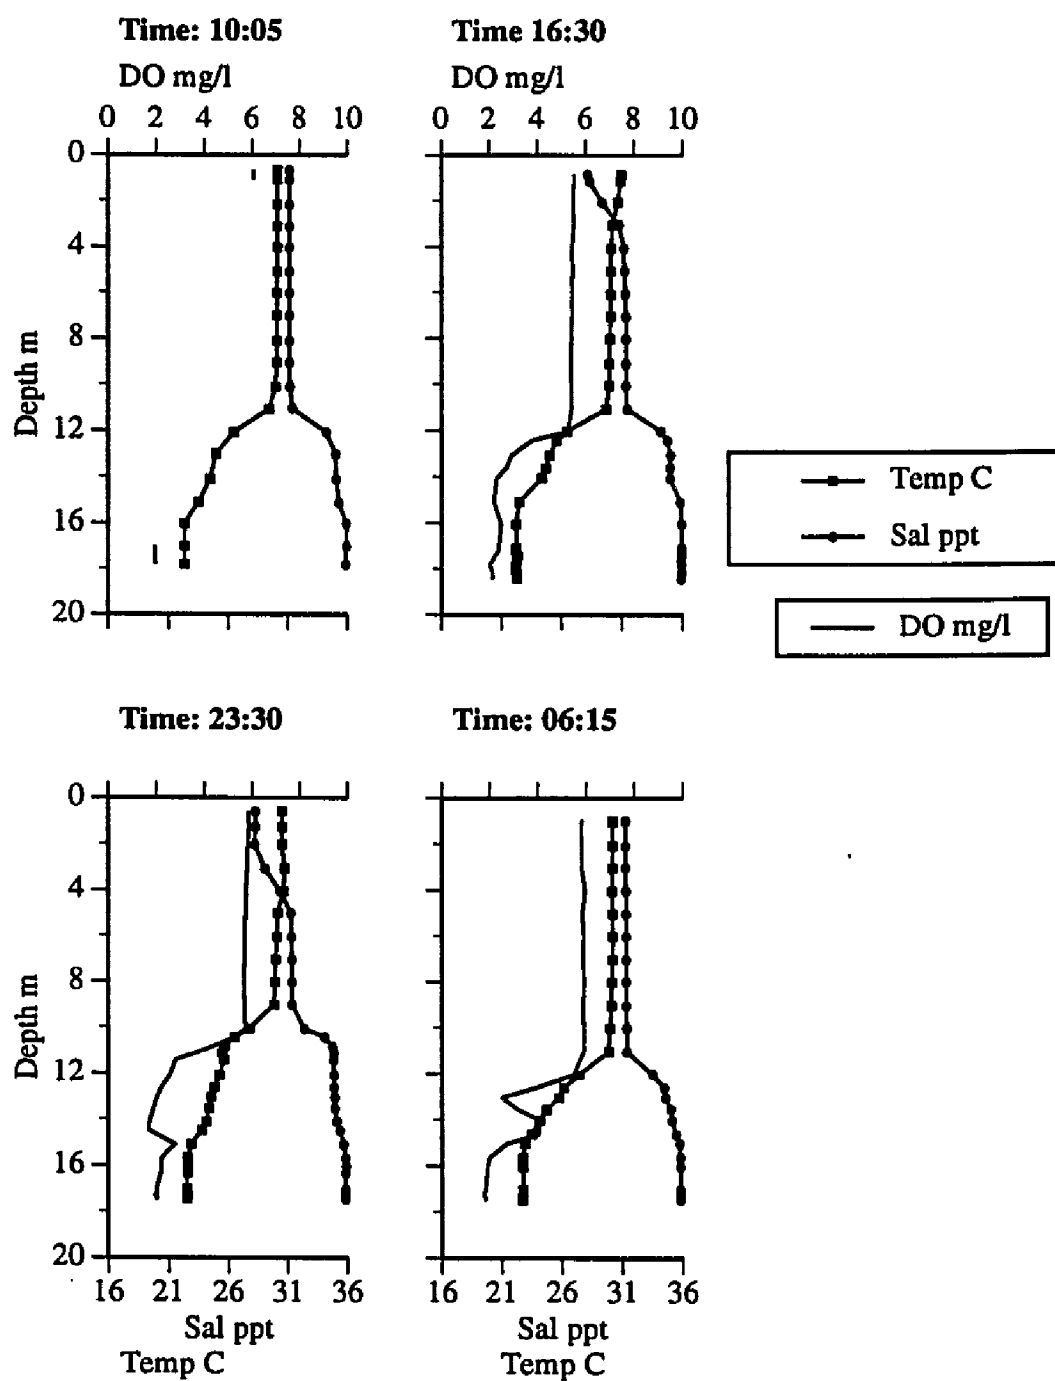 Time: 10:05
DO mg/l
0 2 4 6 8 10
0
4
8
12
16
20
Depth m
Time 16:30
DO mg/l
0 2 4 6 8 10
Temp C
Sal ppt
DO mg/l
Time: 23:30
0
4
8
12
16
20
Depth m
16 21 26 31 36
Sal ppt
Temp C
Time: 06:15
16 21 26 31 36
Sal ppt
Temp C